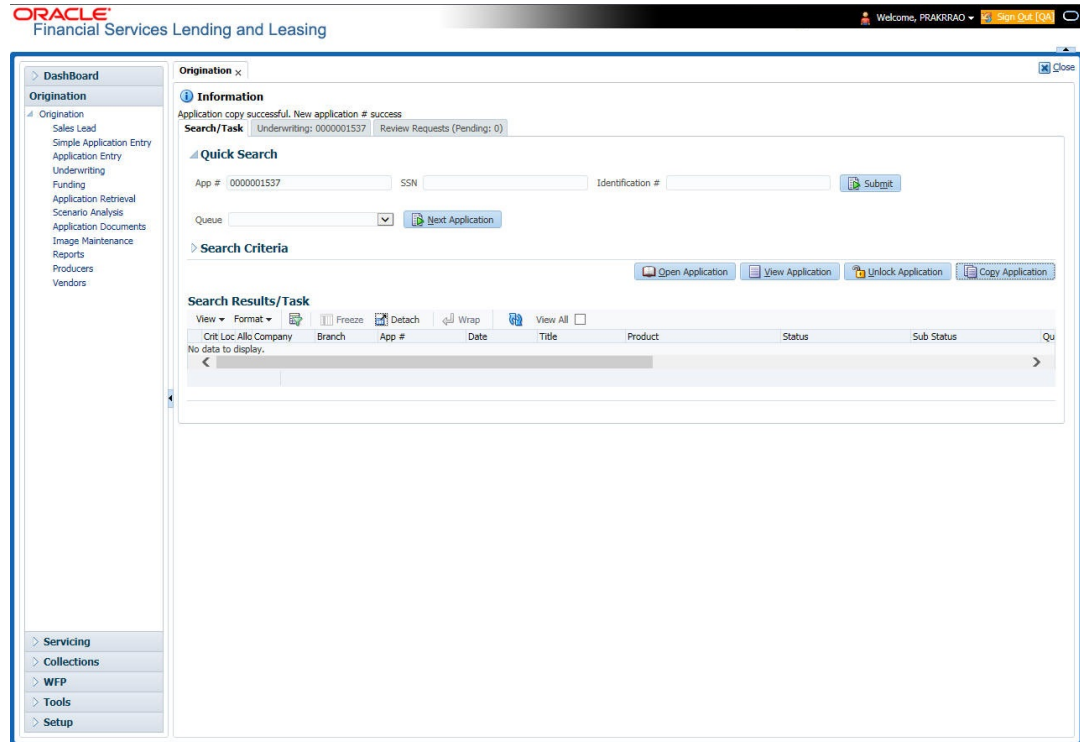 ORACLE
Financial Services Lending and Leasing
Welcome, PRAKRRAO
Sign Out [QA]
Close
DashBoard
Origination
Origination
Sales Lead
Simple Application Entry
Application Entry
Underwriting
Funding
Application Retrieval
Scenario Analysis
Application Documents
Image Maintenance
Reports
Producers
Vendors
Servicing
Collections
WFP
Tools
Setup
Origination
Information
Application copy successful. New application # success
Search/Task Underwriting: 0000001537 Review Requests (Pending: 0)
Quick Search
App # 0000001537 SSN Identification # Submit
Queue Next Application
Search Criteria
Open Application View Application Unlock Application Copy Application
Search Results/Task
View Format Freeze Detach Wrap View All
Crit Loc Allo Company Branch App # Date Title Product Status Sub Status Qu
No data to display.